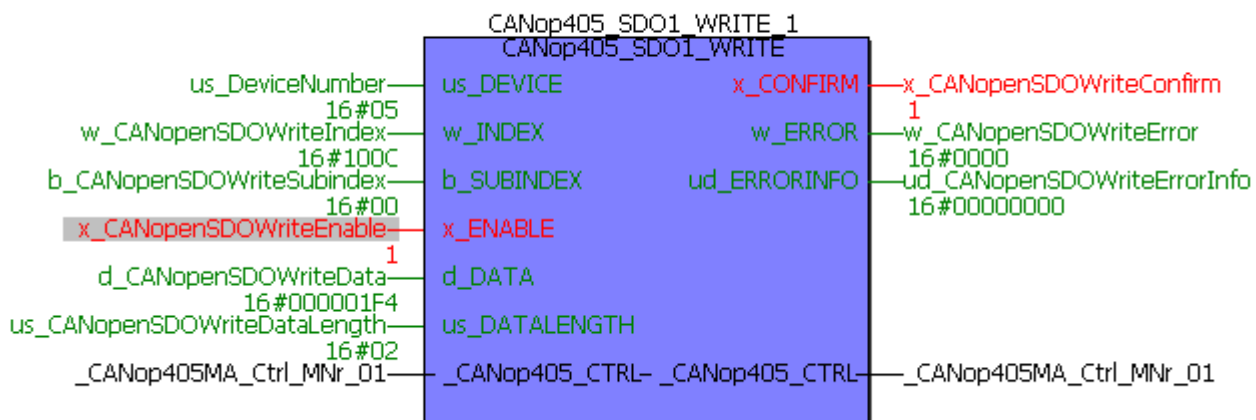 CANop405_SDO1_WRITE_1
CANop405_SDO1_WRITE
us_DeviceNumber us_DEVICE x_CONFIRM x_CANopenSDOWriteConfirm
16#05 1
w_CANopenSDOWriteIndex w_INDEX w_ERROR w_CANopenSDOWriteError
16#100C 16#0000
b_CANopenSDOWriteSubindex b_SUBINDEX ud_ERRORINFO ud_CANopenSDOWriteErrorInfo
16#00 16#00000000
x_CANopenSDOWriteEnable x_ENABLE
1
d_CANopenSDOWriteData d_DATA
16#000001F4
us_CANopenSDOWriteDataLength us_DATALENGTH
16#02
_CANop405MA_Ctrl_MNr_01 _CANop405_CTRL _CANop405_CTRL _CANop405MA_Ctrl_MNr_01